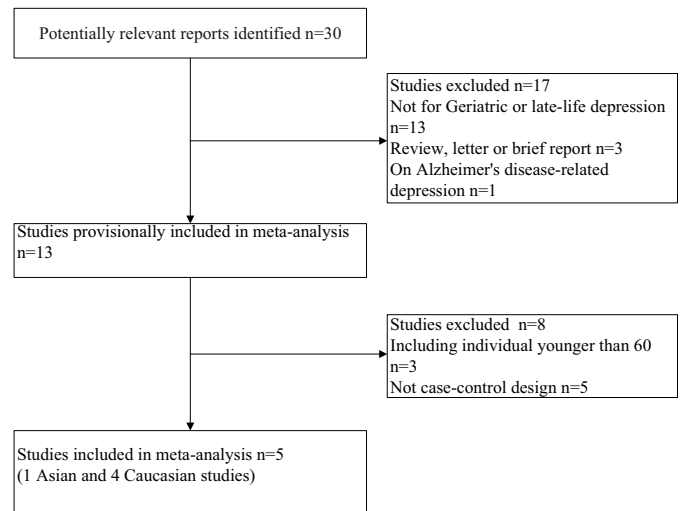 Potentially relevant reports identified n=30
Studies excluded n=17
Not for Geriatric or late-life depression
n=13
Review, letter or brief report n=3
On Alzheimer's disease-related
depression n=1
Studies provisionally included in meta-analysis
n=13
Studies excluded n=8
Including individual younger than 60
n=3
Not case-control design n=5
Studies included in meta-analysis n=5
(1 Asian and 4 Caucasian studies)